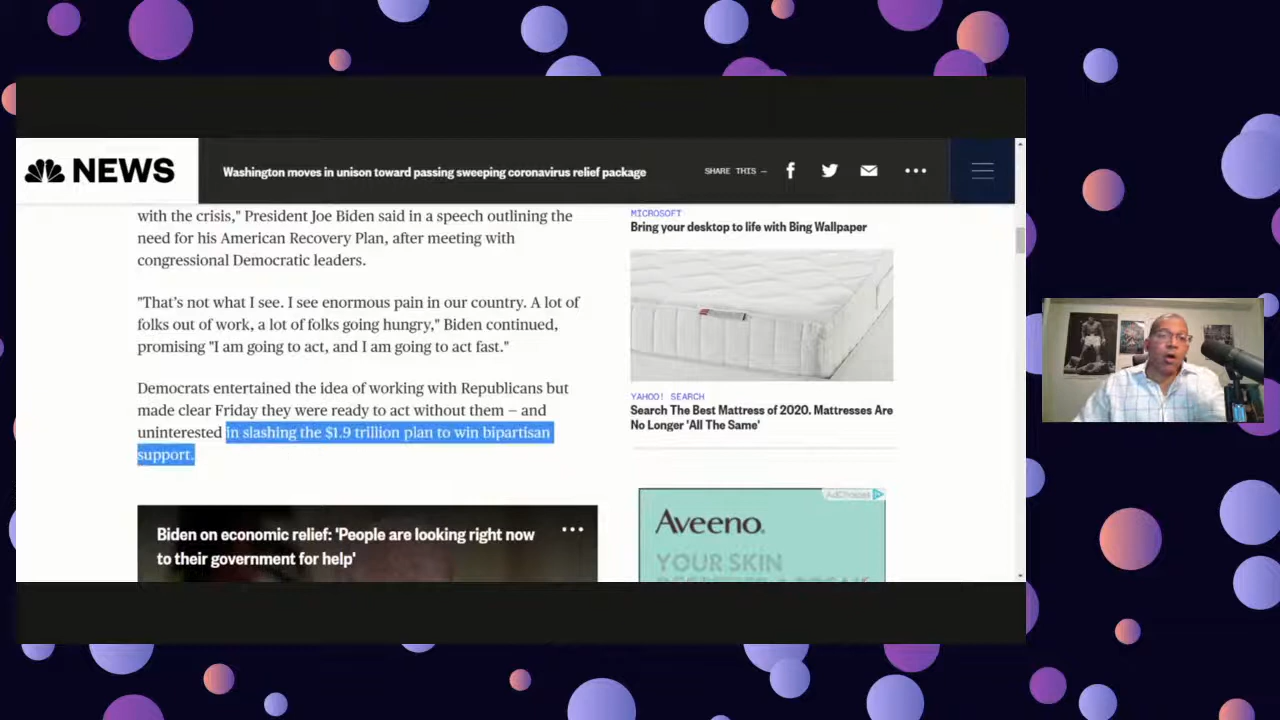 NEWS
Washington moves in unison toward passing sweeping coronavirus relief package
SHARE THIS —
with the crisis," President Joe Biden said in a speech outlining the
need for his American Recovery Plan, after meeting with
congressional Democratic leaders.
"That's not what I see. I see enormous pain in our country. A lot of
folks out of work, a lot of folks going hungry," Biden continued,
promising "I am going to act, and I am going to act fast."
Democrats entertained the idea of working with Republicans but
made clear Friday they were ready to act without them — and
uninterested in slashing the $1.9 trillion plan to win bipartisan
support.
Biden on economic relief: 'People are looking right now
to their government for help'
MICROSOFT
Bring your desktop to life with Bing Wallpaper
YAHOO! SEARCH
Search The Best Mattress of 2020. Mattresses Are
No Longer 'All The Same'
AdChoices
Aveeno.
YOUR SKIN